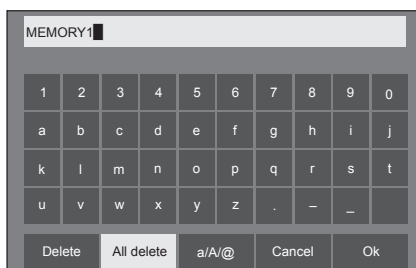 MEMORY1
1 2 3 4 5 6 7 8 9 0
a b c d e f g h i j
k l m n o p q r s t
u v w x y z . – _
Delete All delete a/A/@ Cancel Ok